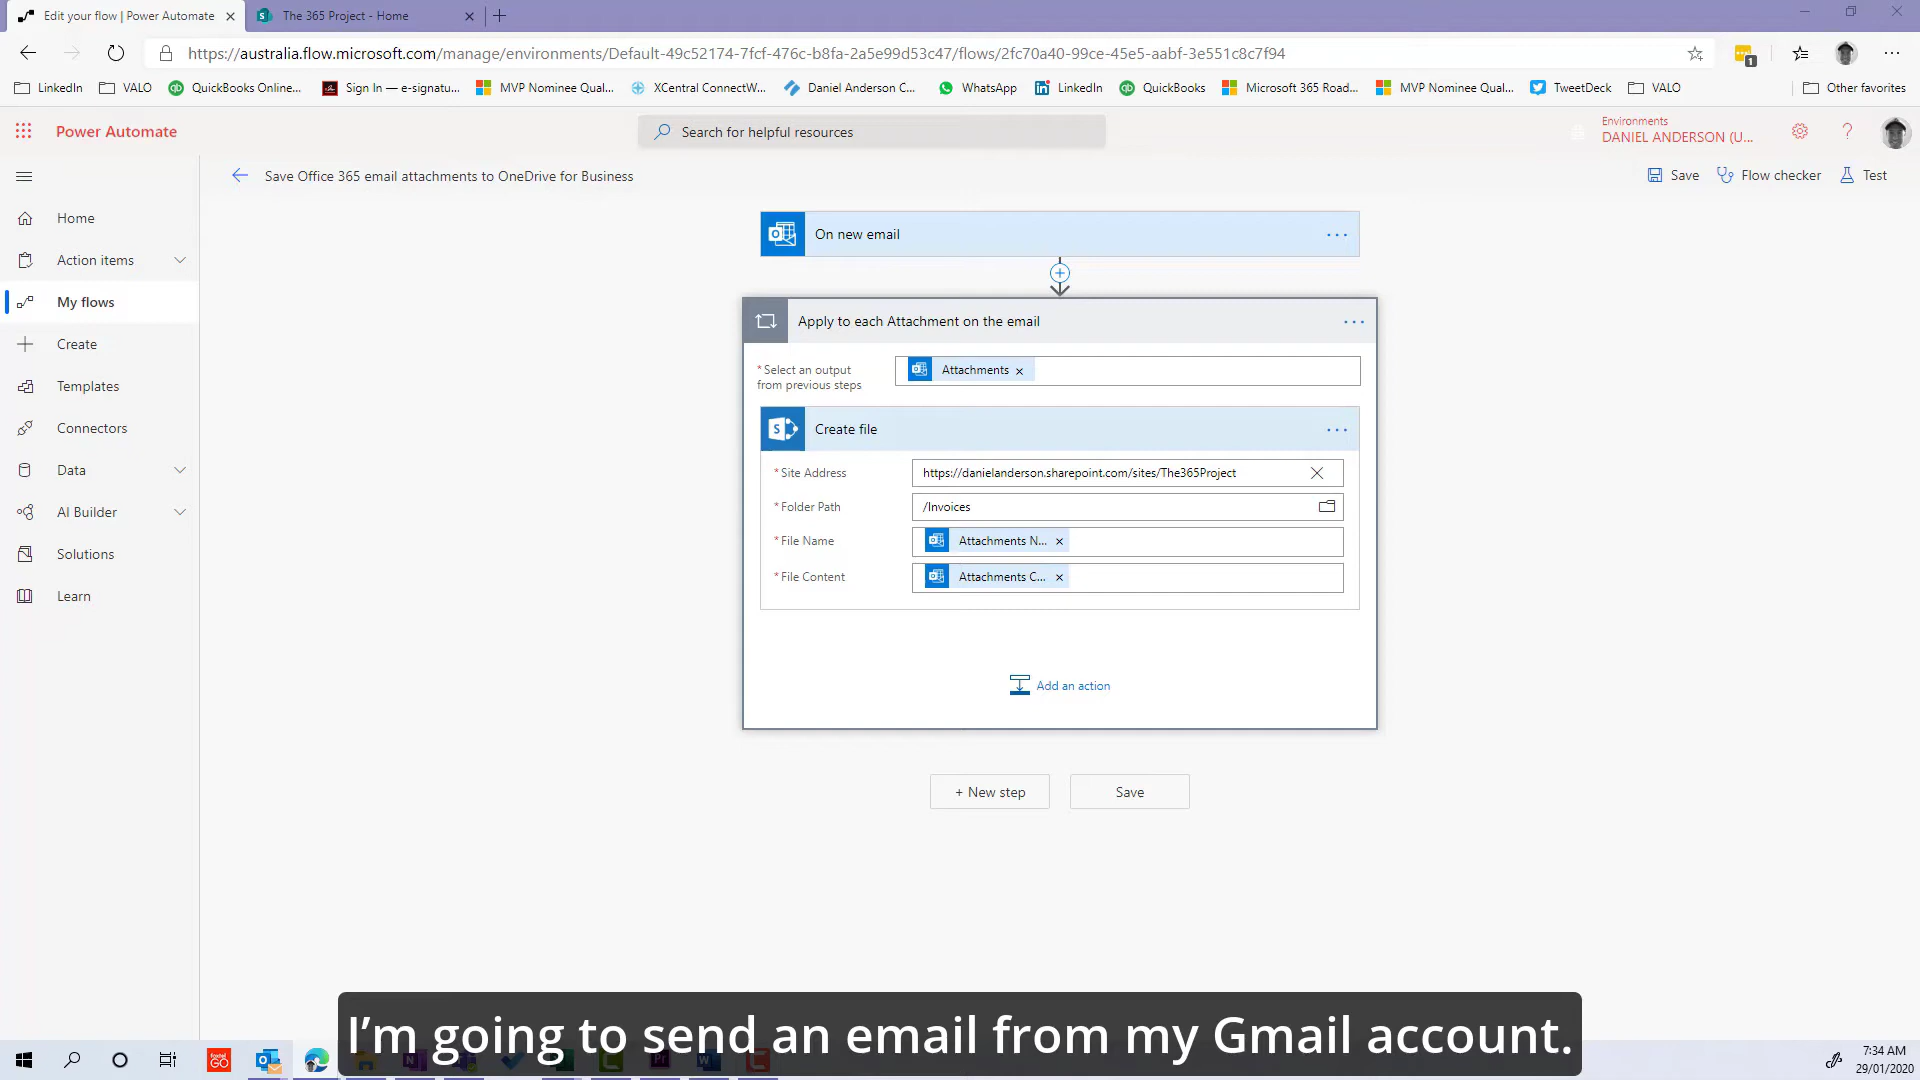 Edit your flow | Power Automate
The 365 Project - Home
https://australia.flow.microsoft.com/manage/environments/Default-49c52174-7fcf-476c-b8fa-2a5e99d53c47/flows/2fc70a40-99ce-45e5-aabf-3e551c8c7f94
1
LinkedIn
VALO
QuickBooks Online...
Sign In — e-signatu...
MVP Nominee Qual...
XCentral ConnectW...
Daniel Anderson C...
WhatsApp
LinkedIn
QuickBooks
Microsoft 365 Road...
MVP Nominee Qual...
TweetDeck
VALO
Other favorites
Power Automate
Search for helpful resources
Environments
DANIEL ANDERSON (U...
?
Save Office 365 email attachments to OneDrive for Business
Save
Flow checker
Test
Home
Action items
My flows
Create
Templates
Connectors
Data
AI Builder
Solutions
Learn
On new email
Apply to each Attachment on the email
* Select an output
from previous steps
Attachments
Create file
* Site Address
https://danielanderson.sharepoint.com/sites/The365Project
* Folder Path
/Invoices
* File Name
Attachments N...
* File Content
Attachments C...
Add an action
+ New step
Save
I'm going to send an email from my Gmail account.
GO
7:34 AM
29/01/2020